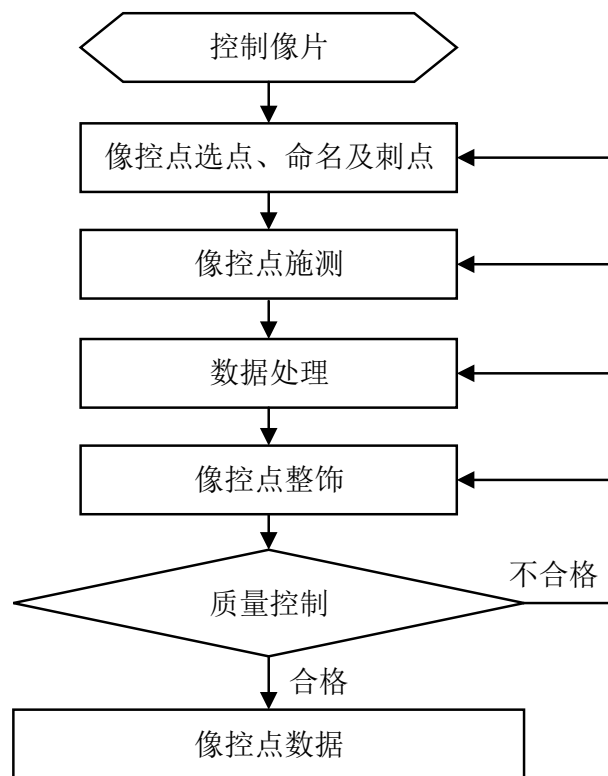 控制像片
像控点选点、命名及刺点
像控点施测
数据处理
像控点整饰
质量控制
不合格
合格
像控点数据